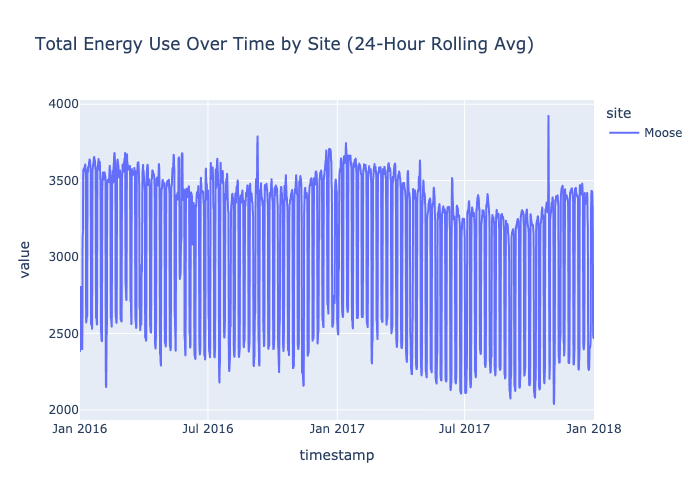 Total Energy Use Over Time by Site (24-Hour Rolling Avg)
site
Moose
4000
3500
3000
2500
2000
value
Jan 2016
Jul 2016
Jan 2017
Jul 2017
Jan 2018
timestamp